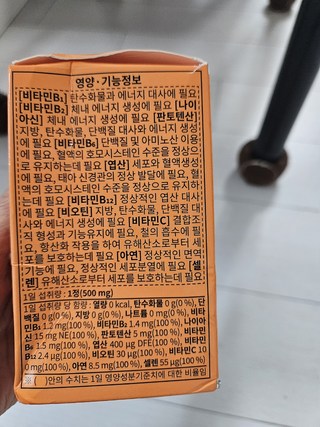 영양·기능정보
[비타민B₁] 탄수화물과 에너지 대사에 필요
[비타민B₂] 체내 에너지 생성에 필요 [나이
아신] 체내 에너지 생성에 필요 [판토텐산]
지방, 탄수화물, 단백질 대사와 에너지 생성
에 필요 [비타민B₆] 단백질 및 아미노산 이용
에 필요, 혈액의 호모시스테인 수준을 정상으
로 유지하는데 필요 [엽산] 세포와 혈액생성
에 필요, 태아 신경관의 정상 발달에 필요, 혈
액의 호모시스테인 수준을 정상으로 유지하
는데 필요 [비타민B₁₂] 정상적인 엽산 대사
에 필요 [비오틴] 지방, 탄수화물, 단백질 대
사와 에너지 생성에 필요 [비타민C] 결합조
직 형성과 기능유지에 필요, 철의 흡수에 필
요, 항산화 작용을 하여 유해산소로부터 세
포를 보호하는데 필요 [아연] 정상적인 면역
기능에 필요, 정상적인 세포분열에 필요 [셀
렌] 유해산소로부터 세포를 보호하는데 필요
1일 섭취량 : 1정(500 mg)
1일 섭취량 당 함량 : 열량 0 kcal, 탄수화물 0 g(0 %), 단
백질 0 g(0 %), 지방 0 g(0 %), 나트륨 0 mg(0 %), 비타
민B₁ 1.2 mg(100 %), 비타민B₂ 1.4 mg(100 %), 나이아
신 15 mg NE(100 %), 판토텐산 5 mg(100 %), 비타민
B₆ 1.5 mg(100 %), 엽산 400 μg DFE(100 %), 비타민
B₁₂ 2.4 μg(100 %), 비오틴 30 μg(100 %), 비타민C 10
0 mg(100 %), 아연 8.5 mg(100 %), 셀렌 55 μg(100 %)
※ ( )안의 수치는 1일 영양성분기준치에 대한 비율임